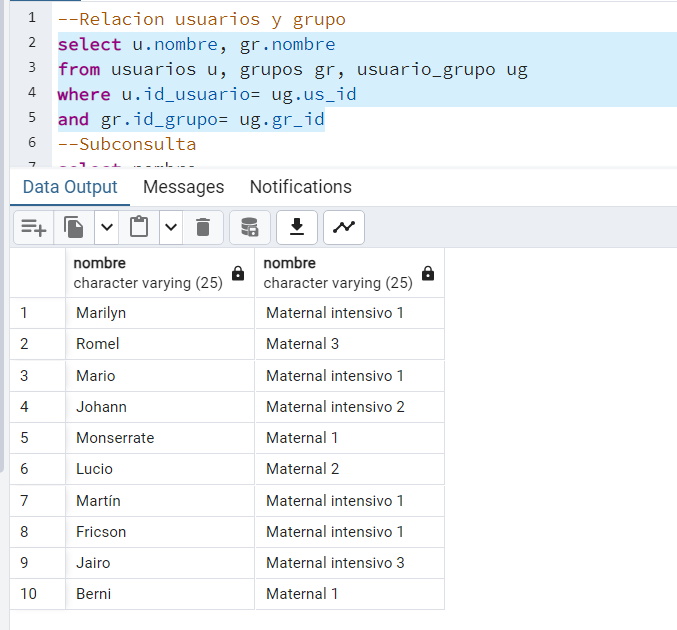 1 --Relacion usuarios y grupo
2 select u.nombre, gr.nombre
3 from usuarios u, grupos gr, usuario_grupo ug
4 where u.id_usuario= ug.us_id
5 and gr.id_grupo= ug.gr_id
6 --Subconsulta
7 select nombre
Data Output Messages Notifications
nombre nombre
character varying (25) character varying (25)
1 Marilyn Maternal intensivo 1
2 Romel Maternal 3
3 Mario Maternal intensivo 1
4 Johann Maternal intensivo 2
5 Monserrate Maternal 1
6 Lucio Maternal 2
7 Martín Maternal intensivo 1
8 Fricson Maternal intensivo 1
9 Jairo Maternal intensivo 3
10 Berni Maternal 1